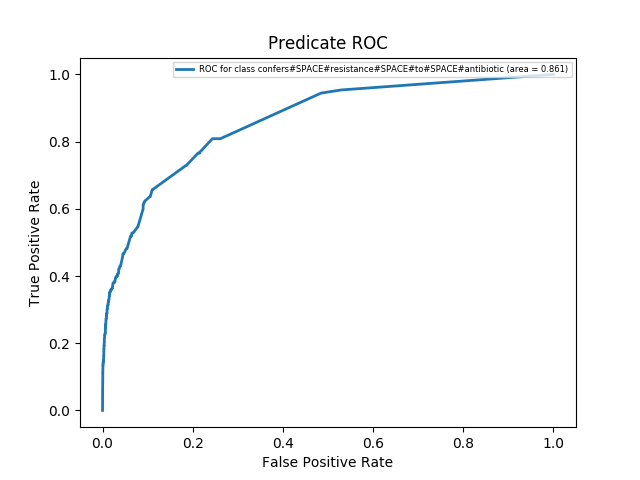 Predicate ROC
ROC for class confers#SPACE#resistance#SPACE#to#SPACE#antibiotic (area = 0.861)
1.0
0.8
0.6
0.4
0.2
0.0
True Positive Rate
0.0 0.2 0.4 0.6 0.8 1.0
False Positive Rate